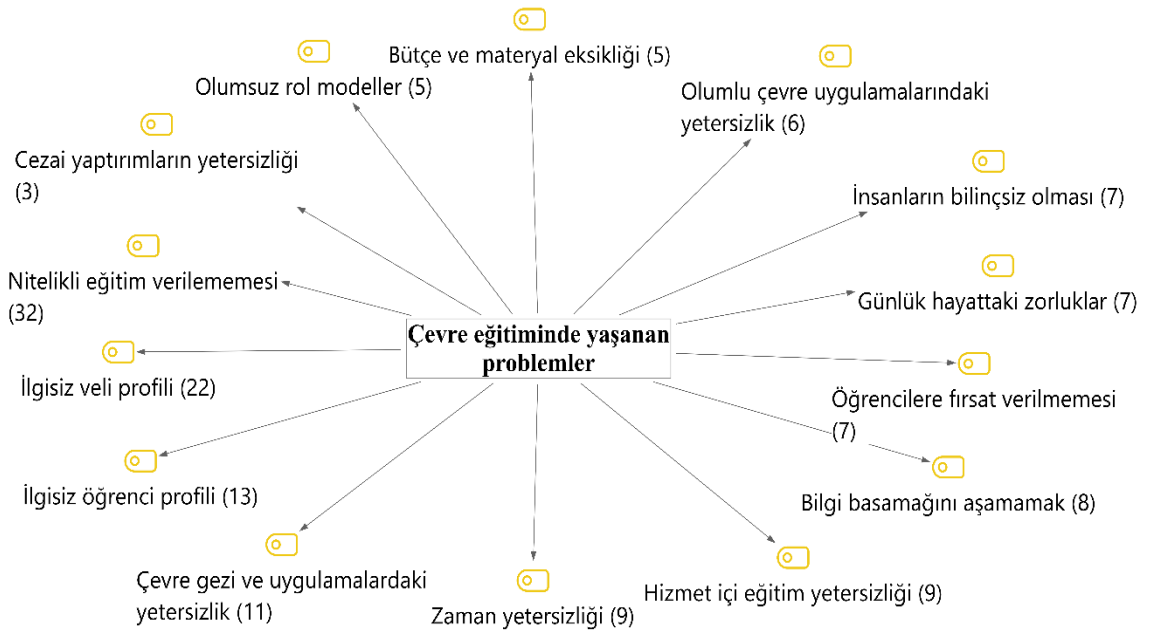 Bütçe ve materyal eksikliği (5)
Olumsuz rol modeller (5)
Olumlu çevre uygulamalarındaki
yetersizlik (6)
Cezai yaptırımların yetersizliği
(3)
İnsanların bilinçsiz olması (7)
Nitelikli eğitim verilememesi
(32)
Günlük hayattaki zorluklar (7)
Çevre eğitiminde yaşanan
problemler
İlgisiz veli profili (22)
Öğrencilere fırsat verilmemesi
(7)
İlgisiz öğrenci profili (13)
Bilgi basamağını aşamamak (8)
Çevre gezi ve uygulamalardaki
yetersizlik (11)
Zaman yetersizliği (9)
Hizmet içi eğitim yetersizliği (9)